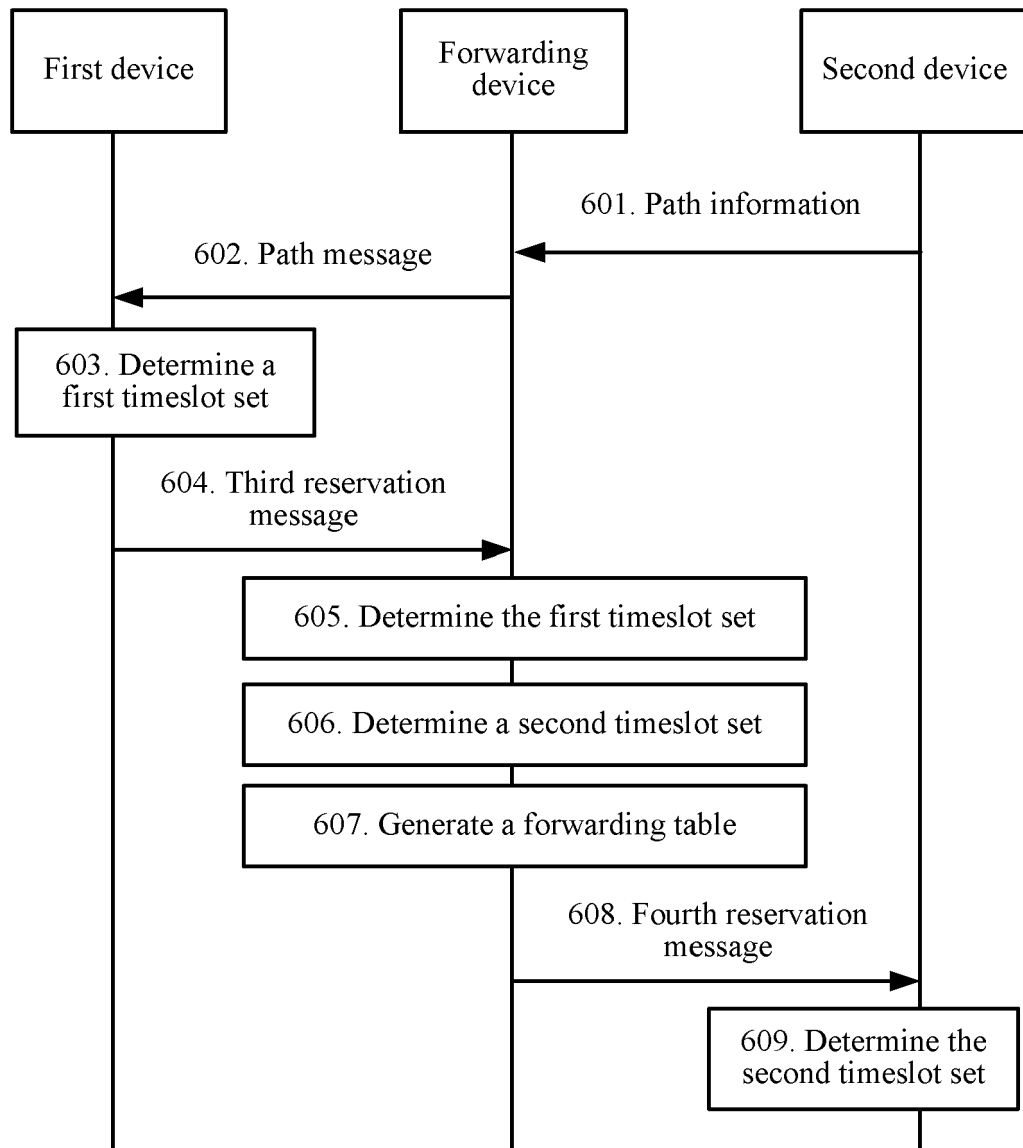 First device
Forwarding
device
Second device
601. Path information
602. Path message
603. Determine a
first timeslot set
604. Third reservation
message
605. Determine the first timeslot set
606. Determine a second timeslot set
607. Generate a forwarding table
608. Fourth reservation
message
609. Determine the
second timeslot set